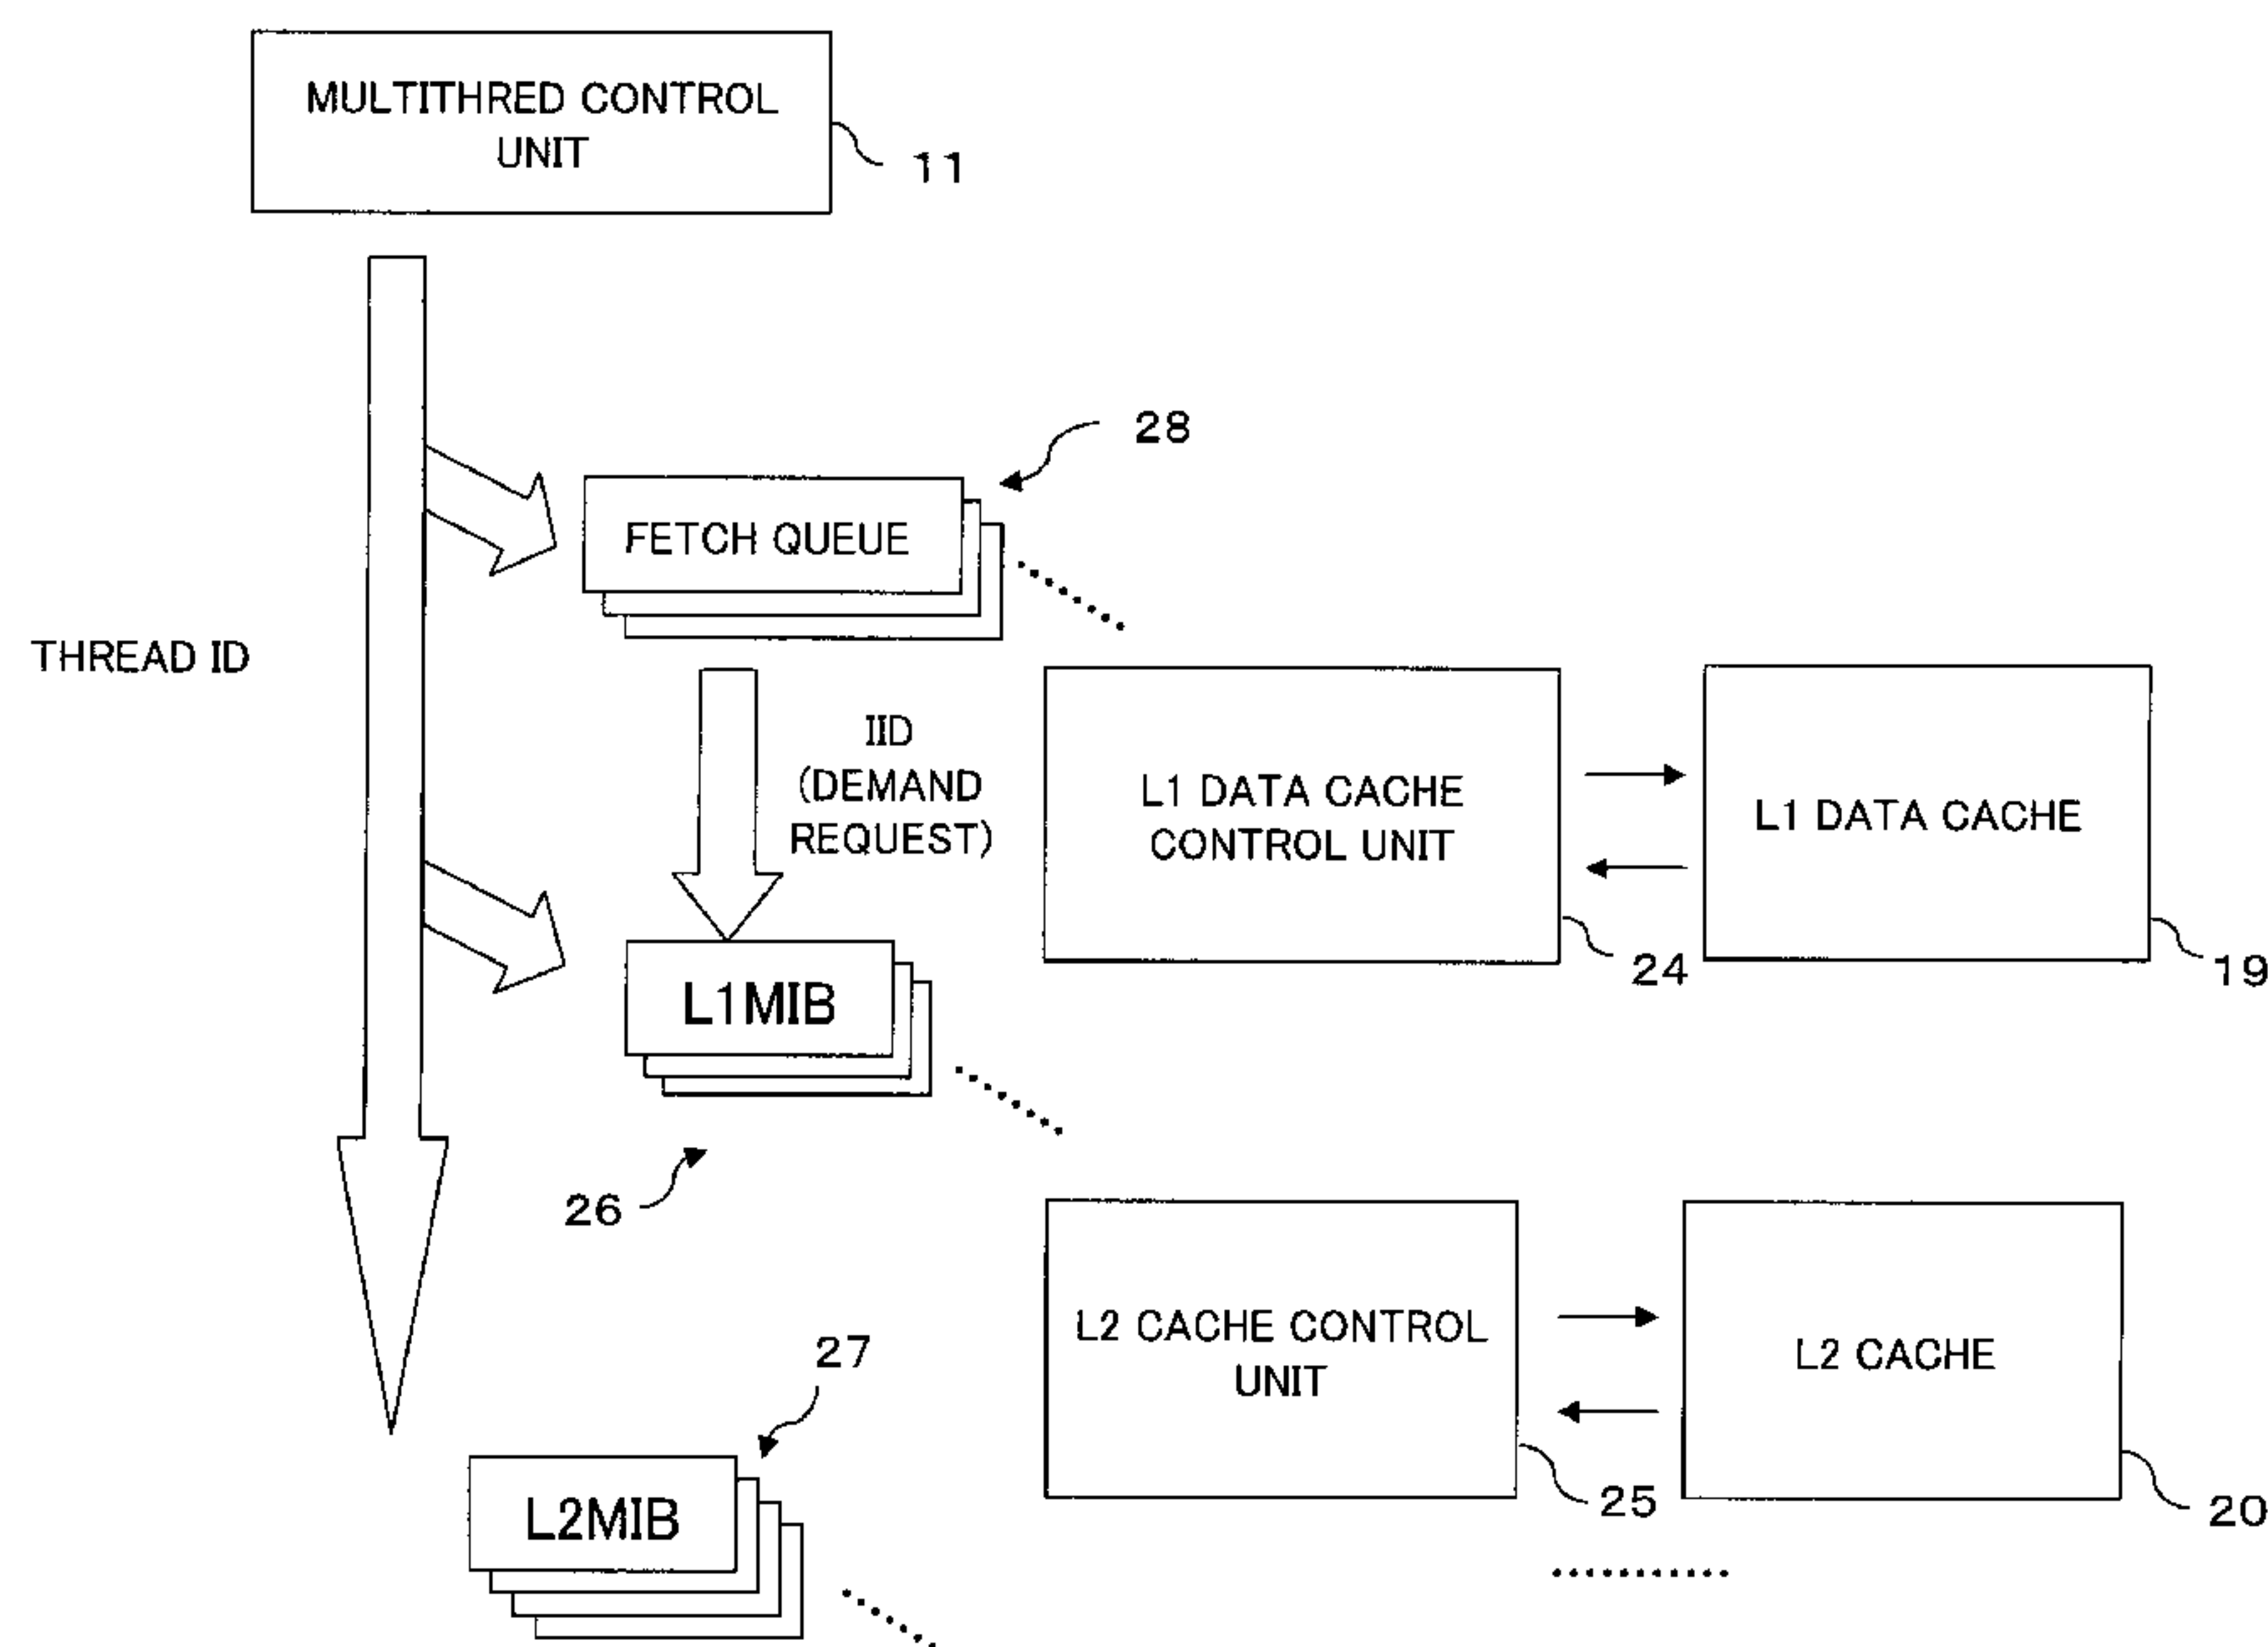 MULTITHRED CONTROL
UNIT
11
28
FETCH QUEUE
THREAD ID
IID
(DEMAND
REQUEST)
L1 DATA CACHE
CONTROL UNIT
24
L1 DATA CACHE
19
L1MIB
26
L2 CACHE CONTROL
UNIT
25
L2 CACHE
20
27
L2MIB